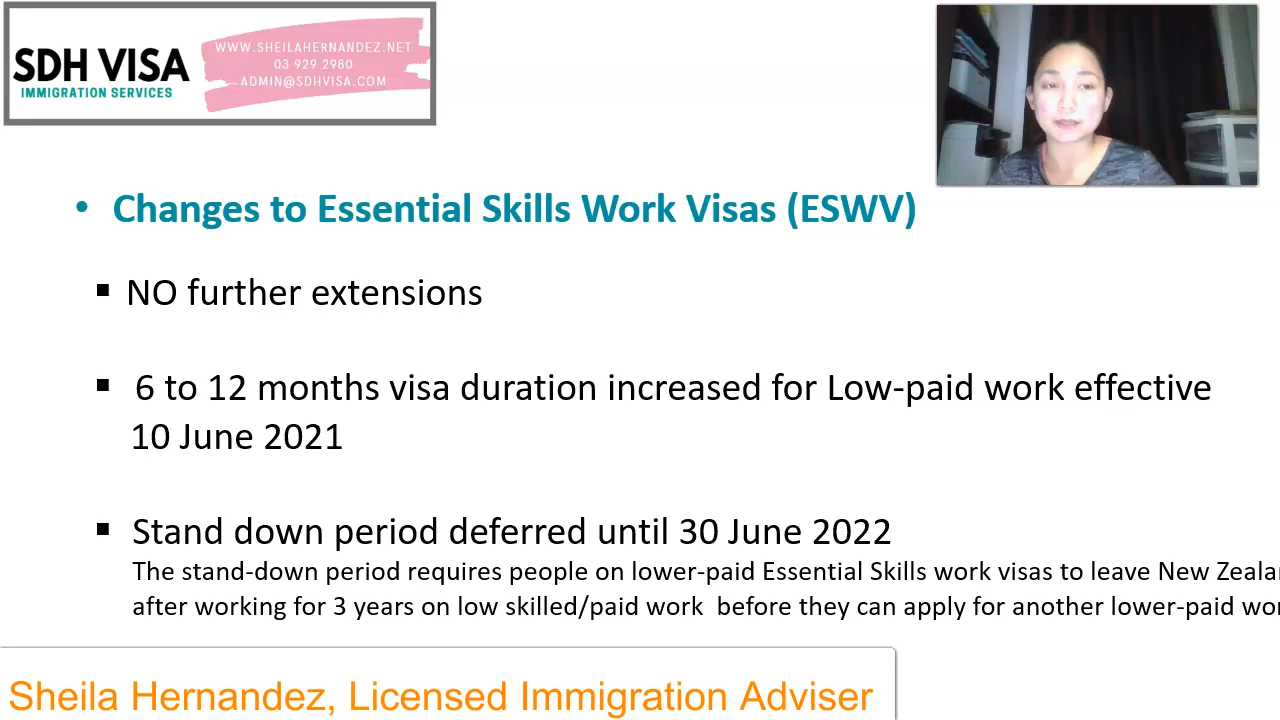 SDH VISA
IMMIGRATION SERVICES
WWW.SHEILAHERNANDEZ.NET
03 929 2980
ADMIN@SDHVISA.COM
• Changes to Essential Skills Work Visas (ESWV)
▪ NO further extensions
▪ 6 to 12 months visa duration increased for Low-paid work effective
10 June 2021
▪ Stand down period deferred until 30 June 2022
The stand-down period requires people on lower-paid Essential Skills work visas to leave New Zeala
after working for 3 years on low skilled/paid work before they can apply for another lower-paid wo
Sheila Hernandez, Licensed Immigration Adviser